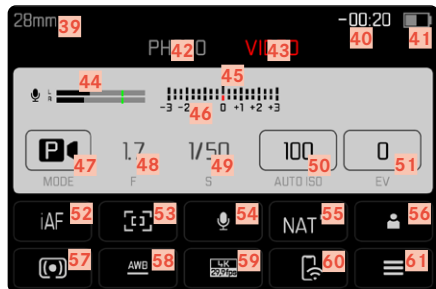 28mm 39
-00:20 40 41
PHOTO 42 VIDEO 43
44 45
L
R
-3 -2 0 +1 +2 +3
46
P 47 1.7 48 1/50 49 100 50 0 51
MODE F S AUTO ISO EV
iAF 52 53 54 NAT 55 56
57 AWB 58 4K 59 60 61
29,9fps